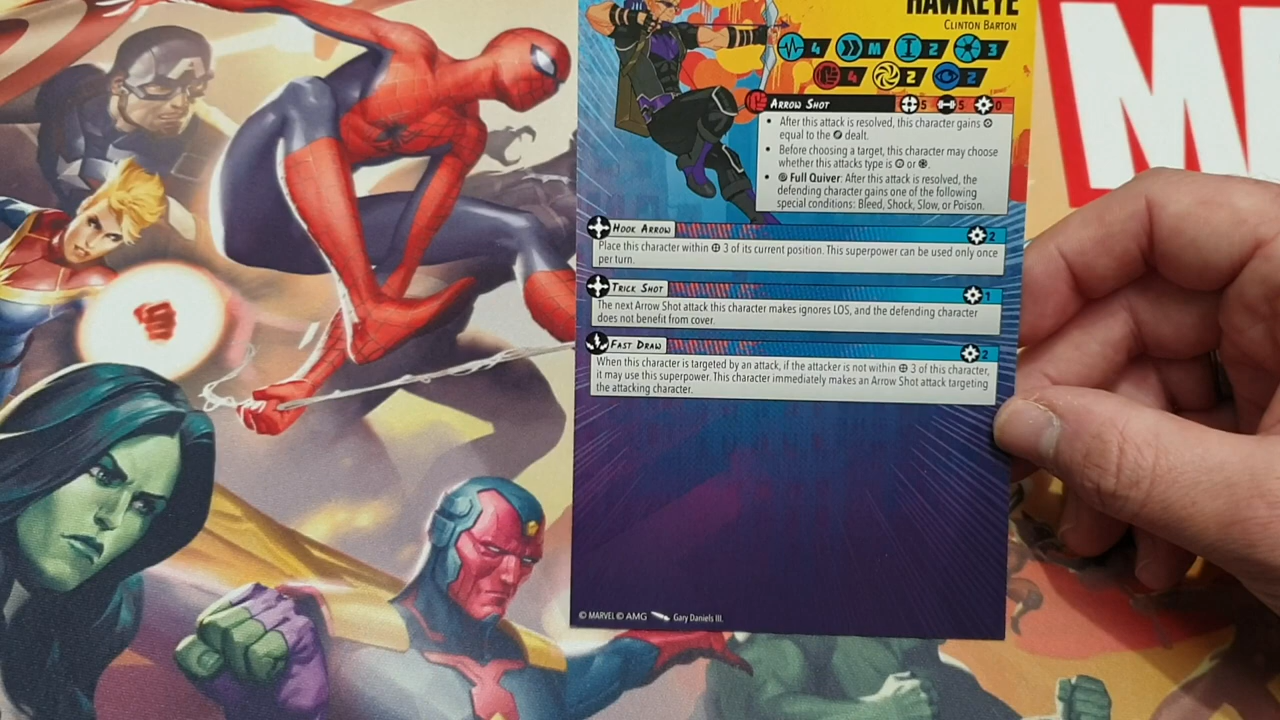 HAWKEYE
CLINTON BARTON
4 M 2 3
4 2 2
ARROW SHOT 5 5 0
• After this attack is resolved, this character gains
equal to the dealt.
• Before choosing a target, this character may choose
whether this attacks type is or .
• Full Quiver: After this attack is resolved, the
defending character gains one of the following
special conditions: Bleed, Shock, Slow, or Poison.
HOOK ARROW 2
Place this character within 3 of its current position. This superpower can be used only once
per turn.
TRICK SHOT 1
The next Arrow Shot attack this character makes ignores LOS, and the defending character
does not benefit from cover.
FAST DRAW 2
When this character is targeted by an attack, if the attacker is not within 3 of this character,
it may use this superpower. This character immediately makes an Arrow Shot attack targeting
the attacking character.
© MARVEL © AMG Gary Daniels III.